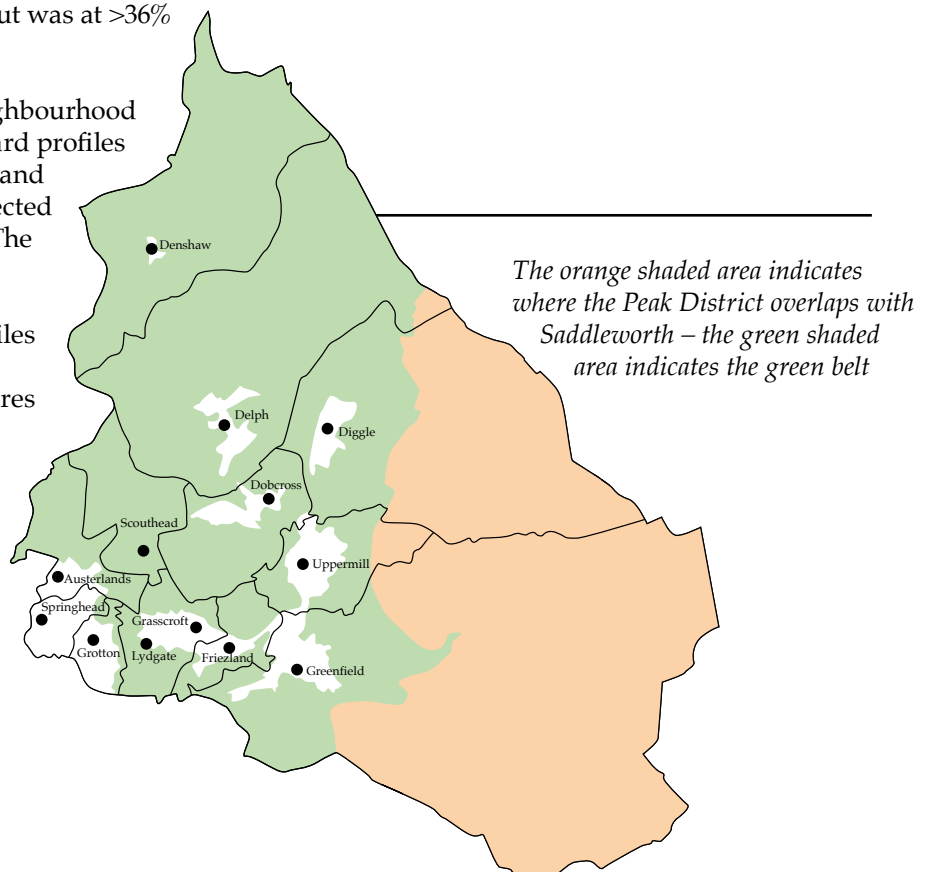 ut was at >36%
ghbourhood
ard profiles
and
ected
The
iles
res
The orange shaded area indicates
where the Peak District overlaps with
Saddleworth – the green shaded
area indicates the green belt
Denshaw
Delph
Diggle
Dobcross
Scouthead
Uppermill
Austerlands
Springhead
Grasscroft
Grotton
Lydgate
Friezland
Greenfield